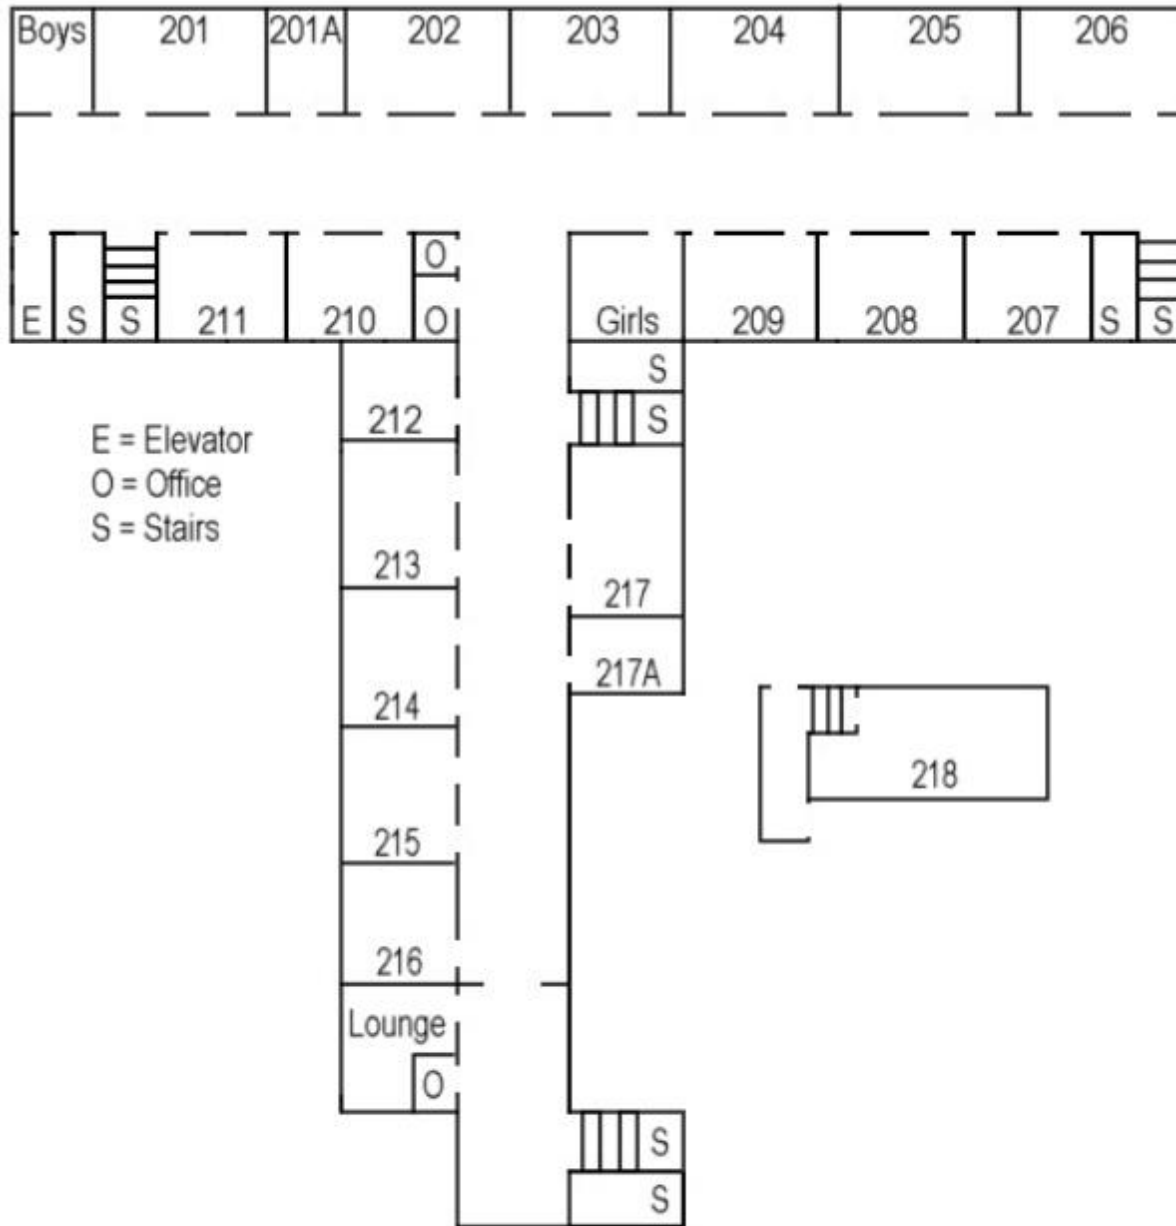 Boys 201 201A 202 203 204 205 206
O
E S S 211 210 O Girls 209 208 207 S S
S
212 S
E = Elevator
O = Office
S = Stairs
213
217
217A
214
218
215
216
Lounge
O
S
S